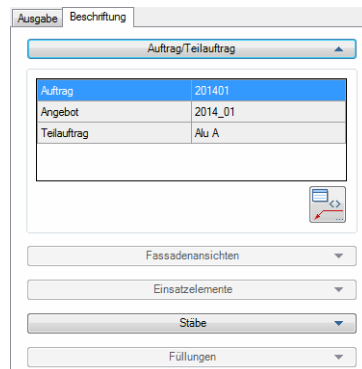 Ausgabe Beschriftung
Auftrag/Teilauftrag
Auftrag 201401
Angebot 2014_01
Teilauftrag Alu A
Fassadenansichten
Einsatzelemente
Stäbe
Füllungen